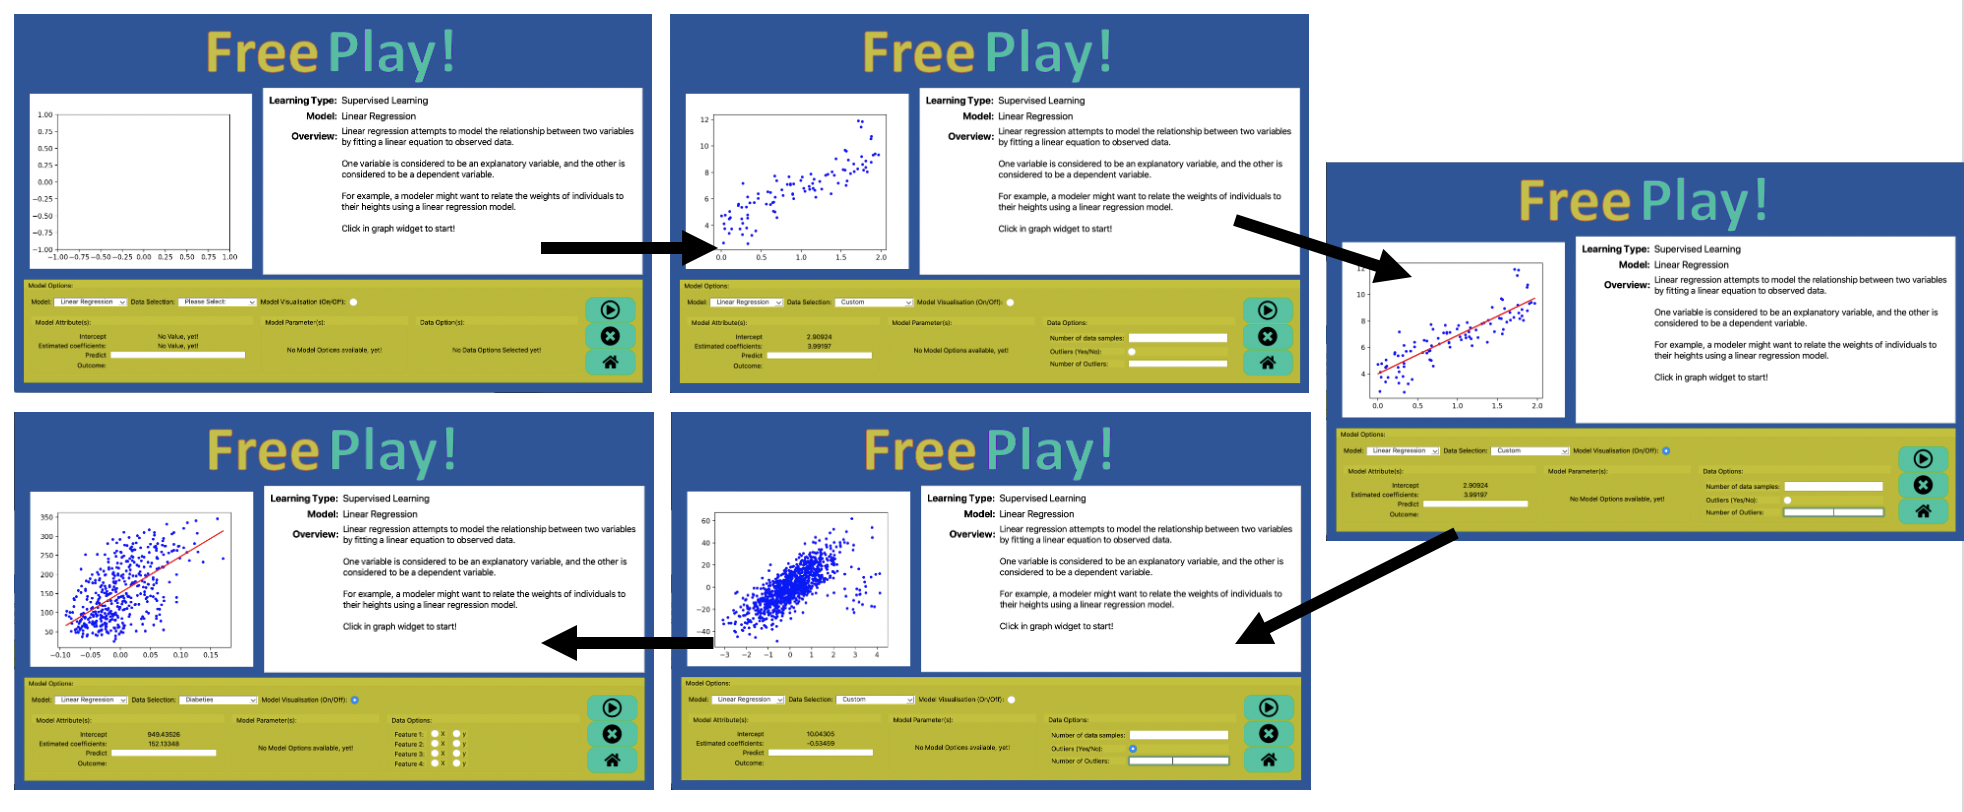 Free Play!
1.00
0.75
0.50
0.25
0.00
−0.25
−0.50
−0.75
−1.00
−1.00 −0.75 −0.50 −0.25 0.00 0.25 0.50 0.75 1.00
Learning Type: Supervised Learning
Model: Linear Regression
Overview: Linear regression attempts to model the relationship between two variables
by fitting a linear equation to observed data.
One variable is considered to be an explanatory variable, and the other is
considered to be a dependent variable.
For example, a modeler might want to relate the weights of individuals to
their heights using a linear regression model.
Click in graph widget to start!
Model Options:
Model: Linear Regression Data Selection: Please Select: Model Visualisation (On/Off):
Model Attribute(s): Model Parameter(s): Data Option(s):
Intercept No Value, yet!
Estimated coefficients: No Value, yet!
Predict No Model Options available, yet! No Data Options Selected yet!
Outcome:
Free Play!
12
10
8
6
4
0.0 0.5 1.0 1.5 2.0
Learning Type: Supervised Learning
Model: Linear Regression
Overview: Linear regression attempts to model the relationship between two variables
by fitting a linear equation to observed data.
One variable is considered to be an explanatory variable, and the other is
considered to be a dependent variable.
For example, a modeler might want to relate the weights of individuals to
their heights using a linear regression model.
Click in graph widget to start!
Model Options:
Model: Linear Regression Data Selection: Custom Model Visualisation (On/Off):
Model Attribute(s): Model Parameter(s): Data Options:
Intercept 2.90924 Number of data samples:
Estimated coefficients: 3.99197 No Model Options available, yet! Outliers (Yes/No):
Predict
Outcome: Number of Outliers:
Free Play!
12
10
8
6
4
0.0 0.5 1.0 1.5 2.0
Learning Type: Supervised Learning
Model: Linear Regression
Overview: Linear regression attempts to model the relationship between two variables
by fitting a linear equation to observed data.
One variable is considered to be an explanatory variable, and the other is
considered to be a dependent variable.
For example, a modeler might want to relate the weights of individuals to
their heights using a linear regression model.
Click in graph widget to start!
Model Options:
Model: Linear Regression Data Selection: Custom Model Visualisation (On/Off):
Model Attribute(s): Model Parameter(s): Data Options:
Intercept 2.90924 Number of data samples:
Estimated coefficients: 3.99197 No Model Options available, yet! Outliers (Yes/No):
Predict
Outcome: Number of Outliers:
Free Play!
60
40
20
0
−20
−40
−3 −2 −1 0 1 2 3 4
Learning Type: Supervised Learning
Model: Linear Regression
Overview: Linear regression attempts to model the relationship between two variables
by fitting a linear equation to observed data.
One variable is considered to be an explanatory variable, and the other is
considered to be a dependent variable.
For example, a modeler might want to relate the weights of individuals to
their heights using a linear regression model.
Click in graph widget to start!
Model Options:
Model: Linear Regression Data Selection: Custom Model Visualisation (On/Off):
Model Attribute(s): Model Parameter(s): Data Options:
Intercept 10.04305 Number of data samples:
Estimated coefficients: -0.53459 No Model Options available, yet! Outliers (Yes/No):
Predict
Outcome: Number of Outliers:
Free Play!
350
300
250
200
150
100
50
−0.10 −0.05 0.00 0.05 0.10 0.15
Learning Type: Supervised Learning
Model: Linear Regression
Overview: Linear regression attempts to model the relationship between two variables
by fitting a linear equation to observed data.
One variable is considered to be an explanatory variable, and the other is
considered to be a dependent variable.
For example, a modeler might want to relate the weights of individuals to
their heights using a linear regression model.
Click in graph widget to start!
Model Options:
Model: Linear Regression Data Selection: Diabeties Model Visualisation (On/Off):
Model Attribute(s): Model Parameter(s): Data Options:
Intercept 949.43526 Feature 1: X y
Estimated coefficients: 152.13348 Feature 2: X y
Predict No Model Options available, yet! Feature 3: X y
Outcome: Feature 4: X y